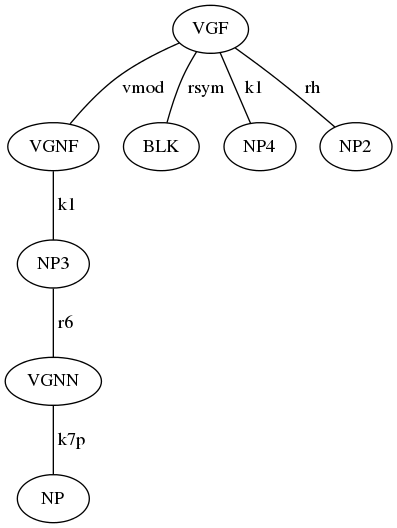 VGF
vmod rsym k1 rh
VGNF BLK NP4 NP2
k1
NP3
r6
VGNN
k7p
NP